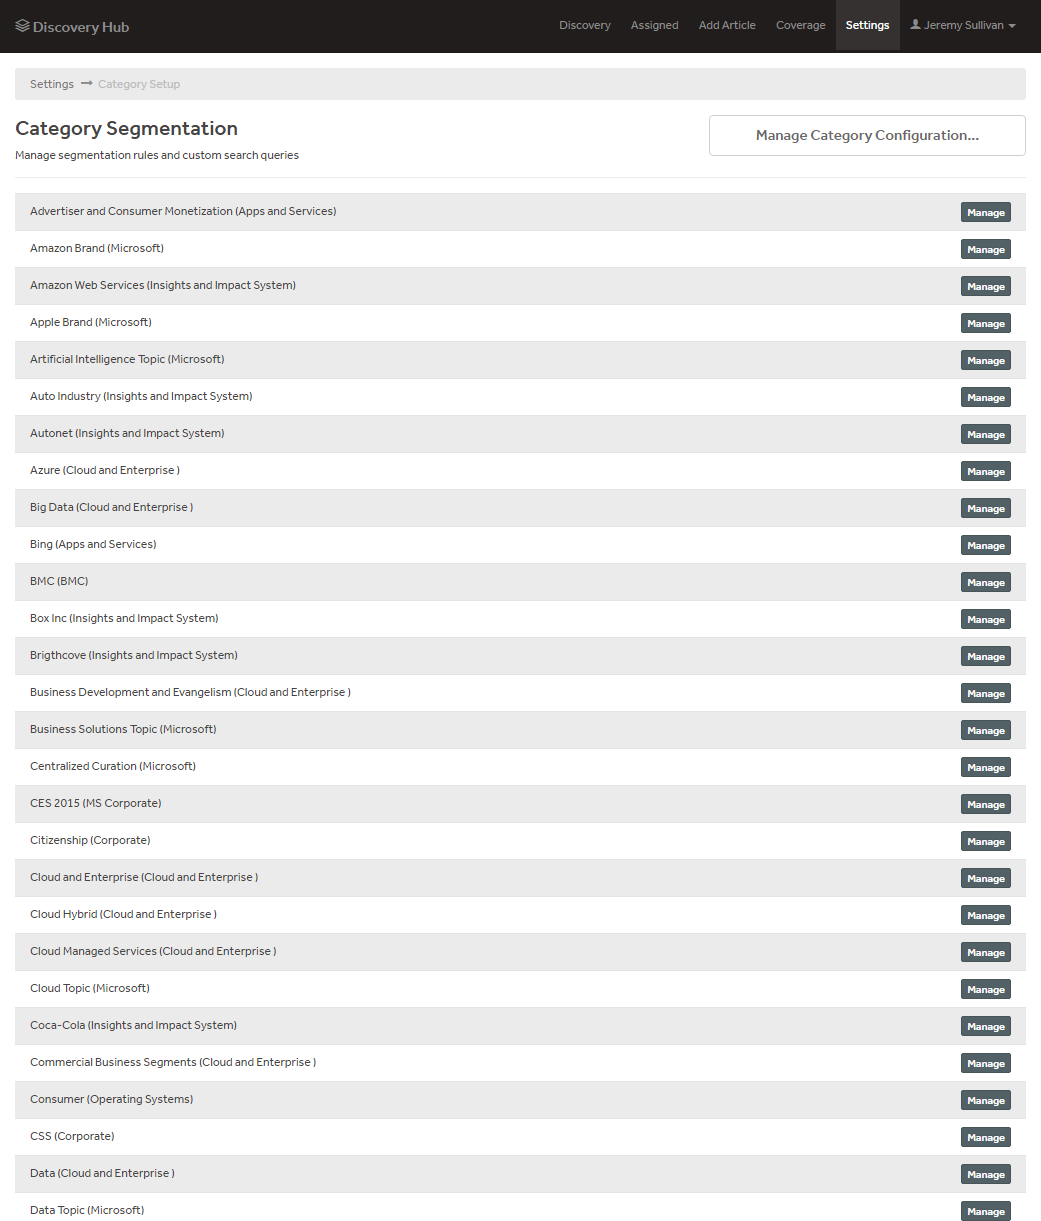 Discovery Hub Discovery Assigned Add Article Coverage Settings Jeremy Sullivan
Settings → Category Setup
Category Segmentation
Manage Category Configuration...
Manage segmentation rules and custom search queries
Advertiser and Consumer Monetization (Apps and Services) Manage
Amazon Brand (Microsoft) Manage
Amazon Web Services (Insights and Impact System) Manage
Apple Brand (Microsoft) Manage
Artificial Intelligence Topic (Microsoft) Manage
Auto Industry (Insights and Impact System) Manage
Autonet (Insights and Impact System) Manage
Azure (Cloud and Enterprise ) Manage
Big Data (Cloud and Enterprise ) Manage
Bing (Apps and Services) Manage
BMC (BMC) Manage
Box Inc (Insights and Impact System) Manage
Brigthcove (Insights and Impact System) Manage
Business Development and Evangelism (Cloud and Enterprise ) Manage
Business Solutions Topic (Microsoft) Manage
Centralized Curation (Microsoft) Manage
CES 2015 (MS Corporate) Manage
Citizenship (Corporate) Manage
Cloud and Enterprise (Cloud and Enterprise ) Manage
Cloud Hybrid (Cloud and Enterprise ) Manage
Cloud Managed Services (Cloud and Enterprise ) Manage
Cloud Topic (Microsoft) Manage
Coca-Cola (Insights and Impact System) Manage
Commercial Business Segments (Cloud and Enterprise ) Manage
Consumer (Operating Systems) Manage
CSS (Corporate) Manage
Data (Cloud and Enterprise ) Manage
Data Topic (Microsoft) Manage